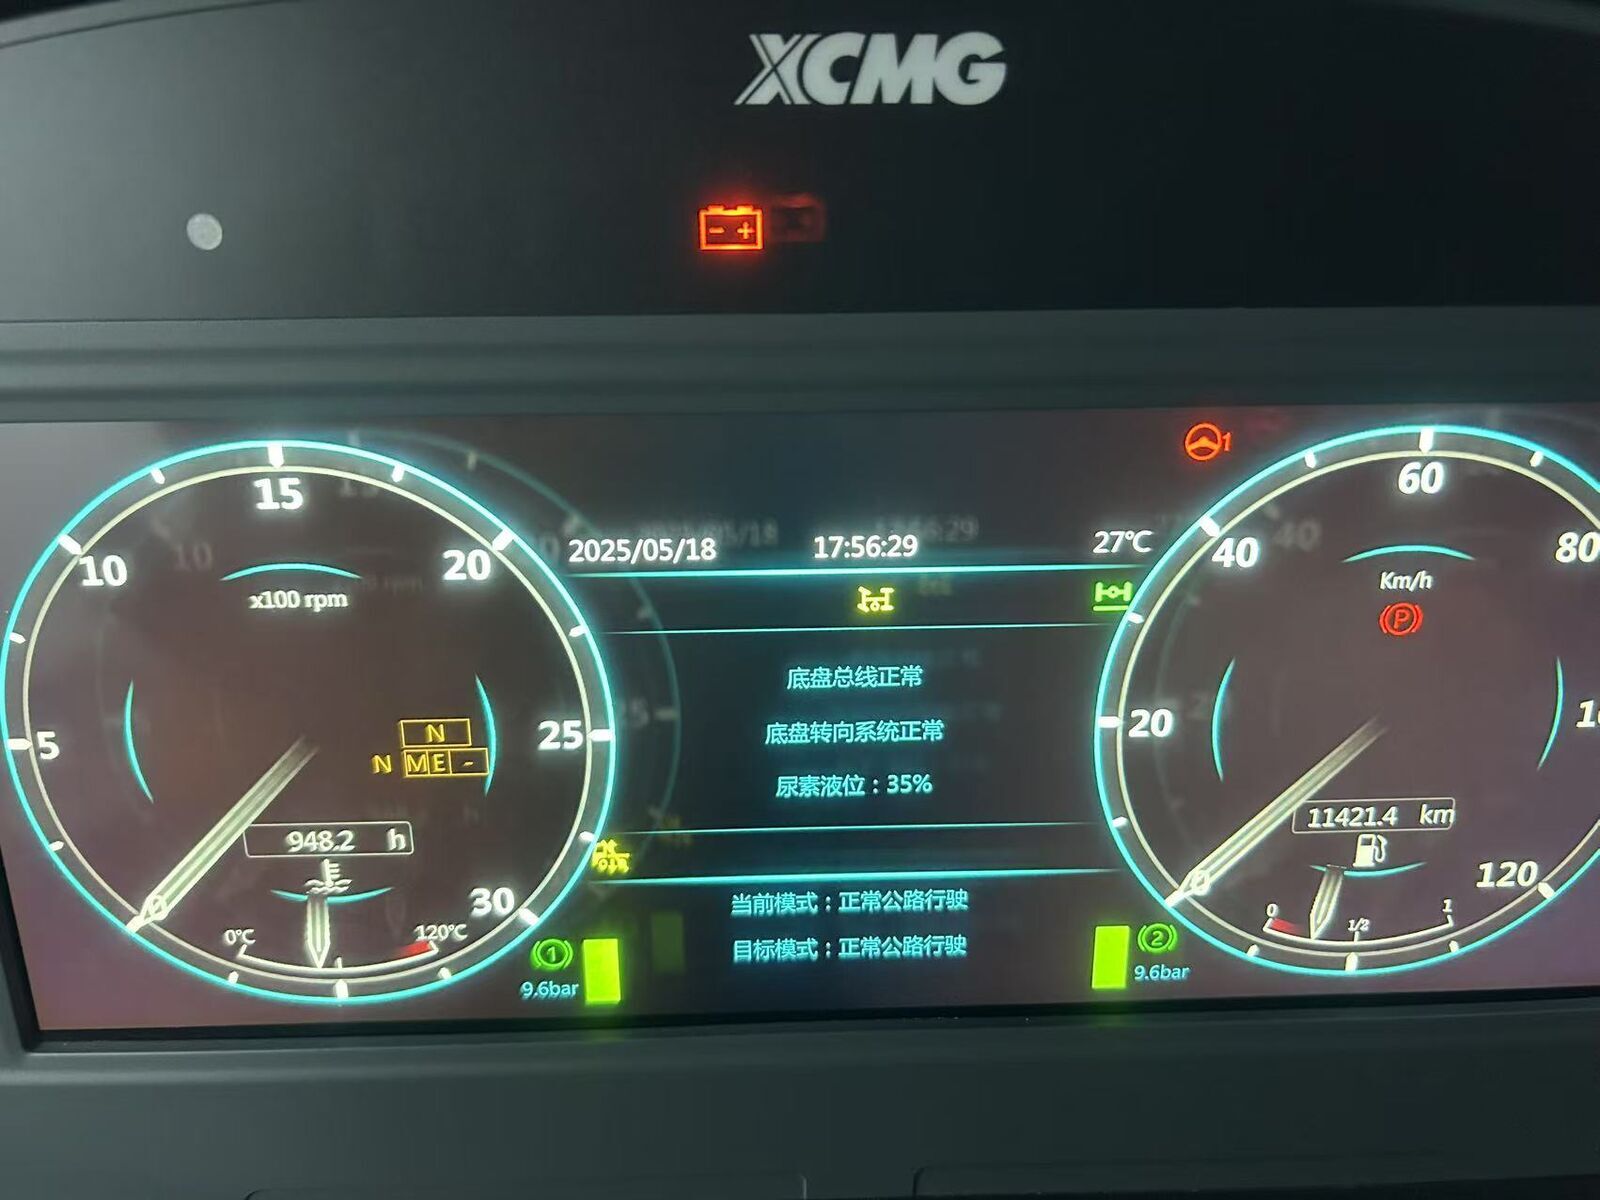 XCMG
- +
1
2025/05/18 17:56:29 27℃
5 10 15 20 25 30
x100 rpm
N
N ME -
948.2 h
0℃ 120℃
底盘总线正常
底盘转向系统正常
尿素液位：35%
当前模式：正常公路行驶
目标模式：正常公路行驶
1
9.6bar
2
9.6bar
0 20 40 60 80 120
Km/h
P
11421.4 km
0 1/2 1